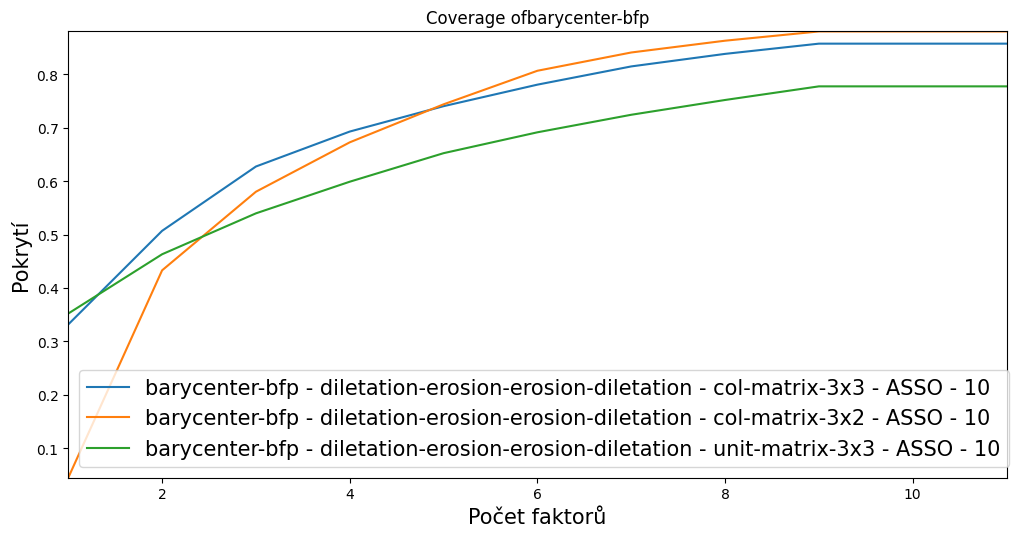 Coverage ofbarycenter-bfp
Pokrytí
0.8
0.7
0.6
0.5
0.4
0.3
0.2
0.1
barycenter-bfp - diletation-erosion-erosion-diletation - col-matrix-3x3 - ASSO - 10
barycenter-bfp - diletation-erosion-erosion-diletation - col-matrix-3x2 - ASSO - 10
barycenter-bfp - diletation-erosion-erosion-diletation - unit-matrix-3x3 - ASSO - 10
2 4 6 8 10
Počet faktorů